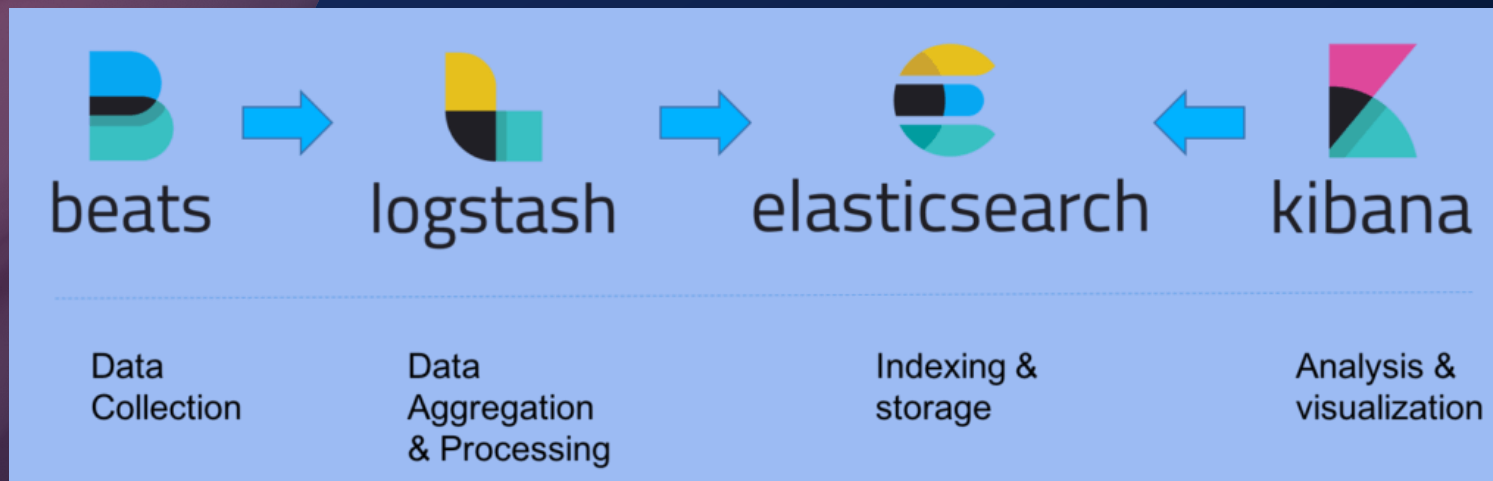 beats
logstash
elasticsearch
kibana
Data
Collection
Data
Aggregation
& Processing
Indexing &
storage
Analysis &
visualization